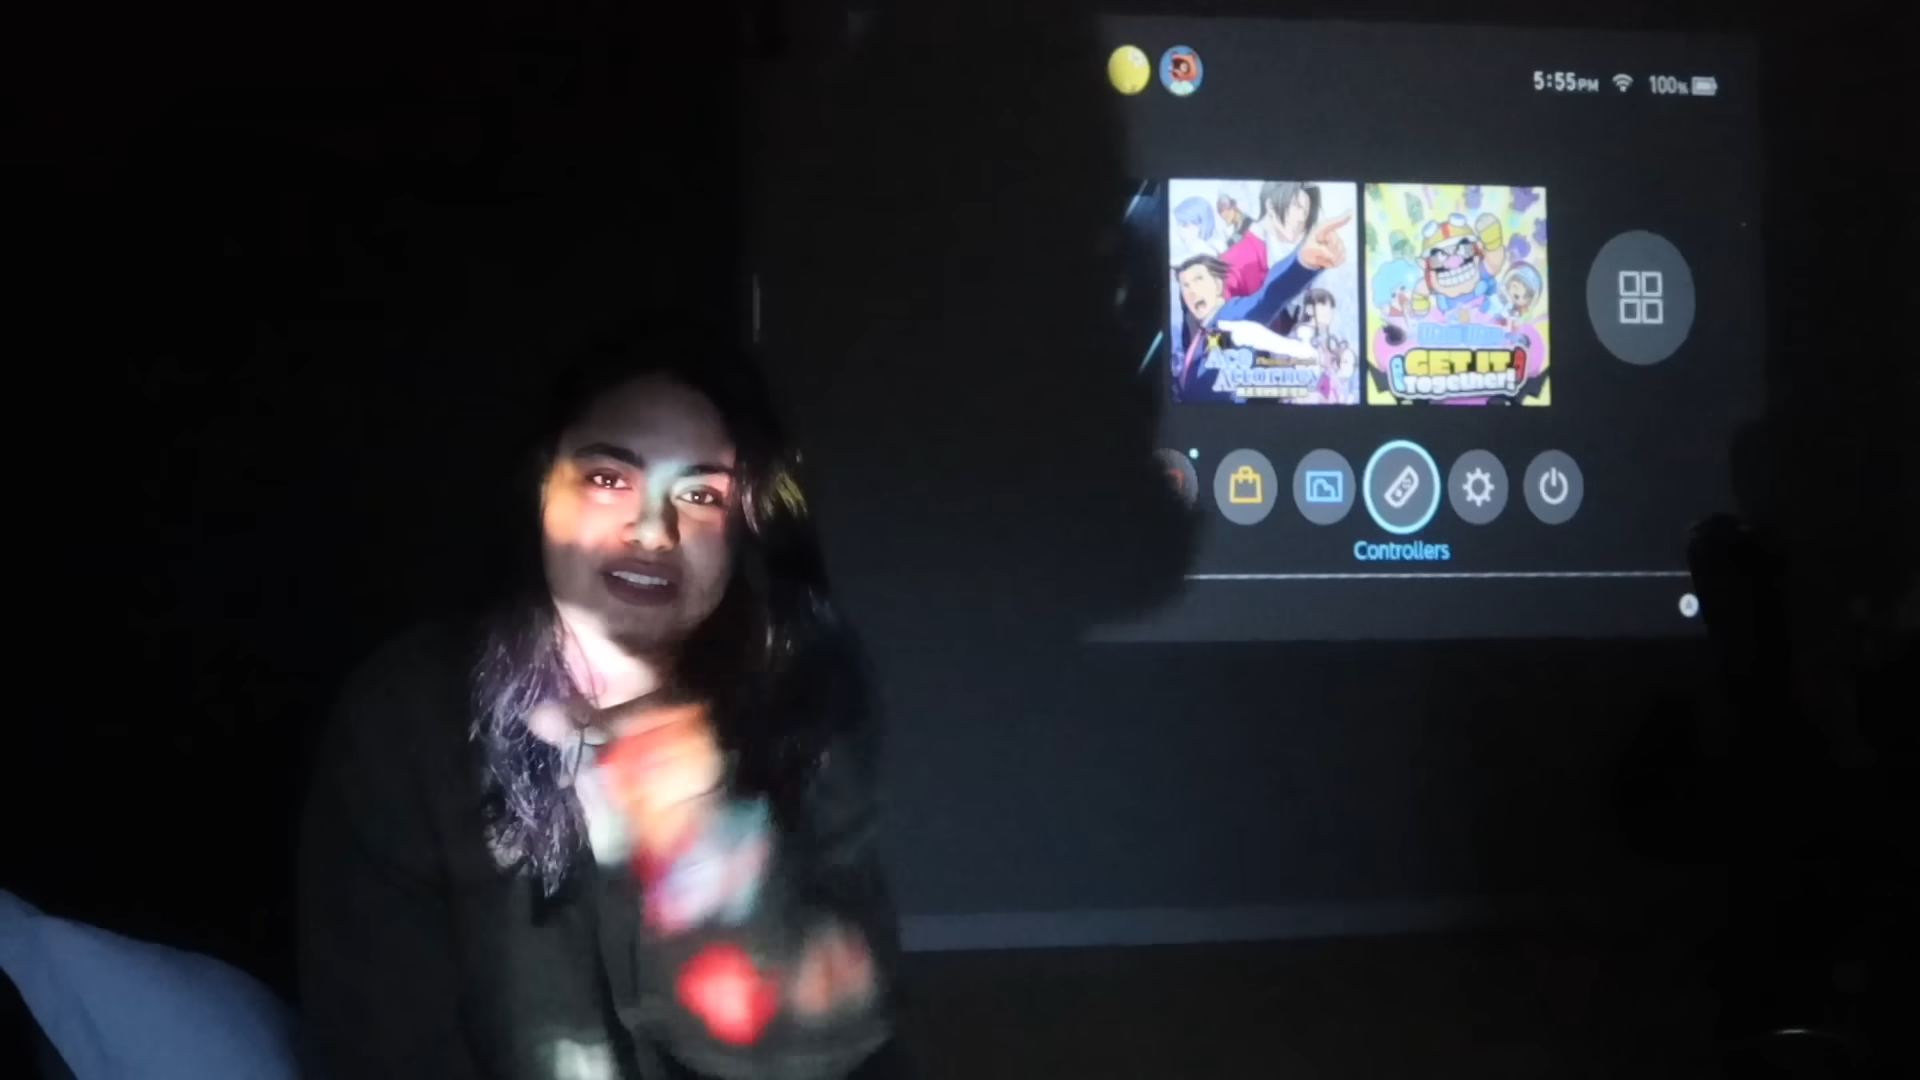 5:55PM 100%
Ace
Attorney
GET IT
Together!
Controllers
A